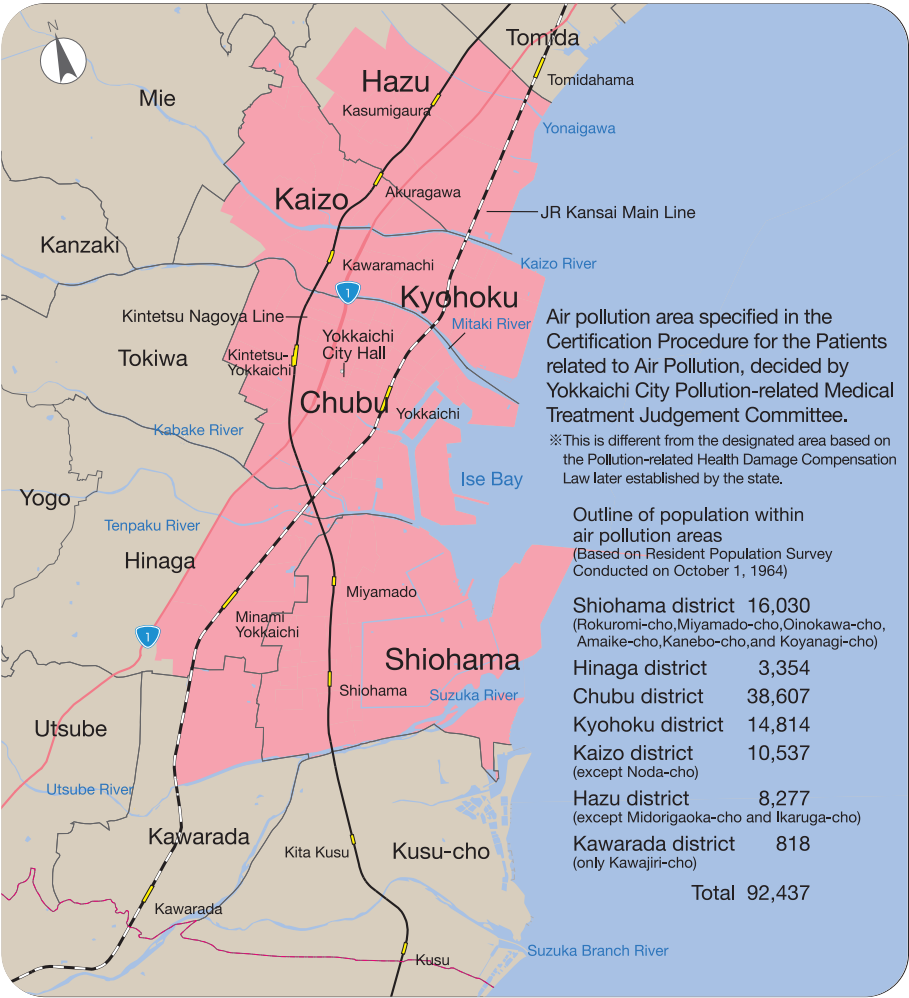 N
Tomida
Hazu
Tomidahama
Mie
Kasumigaura
Yonaigawa
Kaizo
Akuragawa
JR Kansai Main Line
Kanzaki
Kawaramachi
Kaizo River
1
Kyohoku
Kintetsu Nagoya Line
Mitaki River
Yokkaichi
City Hall
Tokiwa
Kintetsu-
Yokkaichi
Chubu
Yokkaichi
Kabake River
Ise Bay
Yogo
Tenpaku River
Hinaga
Miyamado
Minami
Yokkaichi
1
Shiohama
Shiohama
Suzuka River
Utsube
Utsube River
Kawarada
Kita Kusu
Kusu-cho
Kawarada
Kusu
Suzuka Branch River
Air pollution area specified in the
Certification Procedure for the Patients
related to Air Pollution, decided by
Yokkaichi City Pollution-related Medical
Treatment Judgement Committee.
※This is different from the designated area based on
the Pollution-related Health Damage Compensation
Law later established by the state.
Outline of population within
air pollution areas
(Based on Resident Population Survey
Conducted on October 1, 1964)
Shiohama district 16,030
(Rokuromi-cho,Miyamado-cho,Oinokawa-cho,
Amaike-cho,Kanebo-cho,and Koyanagi-cho)
Hinaga district 3,354
Chubu district 38,607
Kyohoku district 14,814
Kaizo district 10,537
(except Noda-cho)
Hazu district 8,277
(except Midorigaoka-cho and Ikaruga-cho)
Kawarada district 818
(only Kawajiri-cho)
Total 92,437